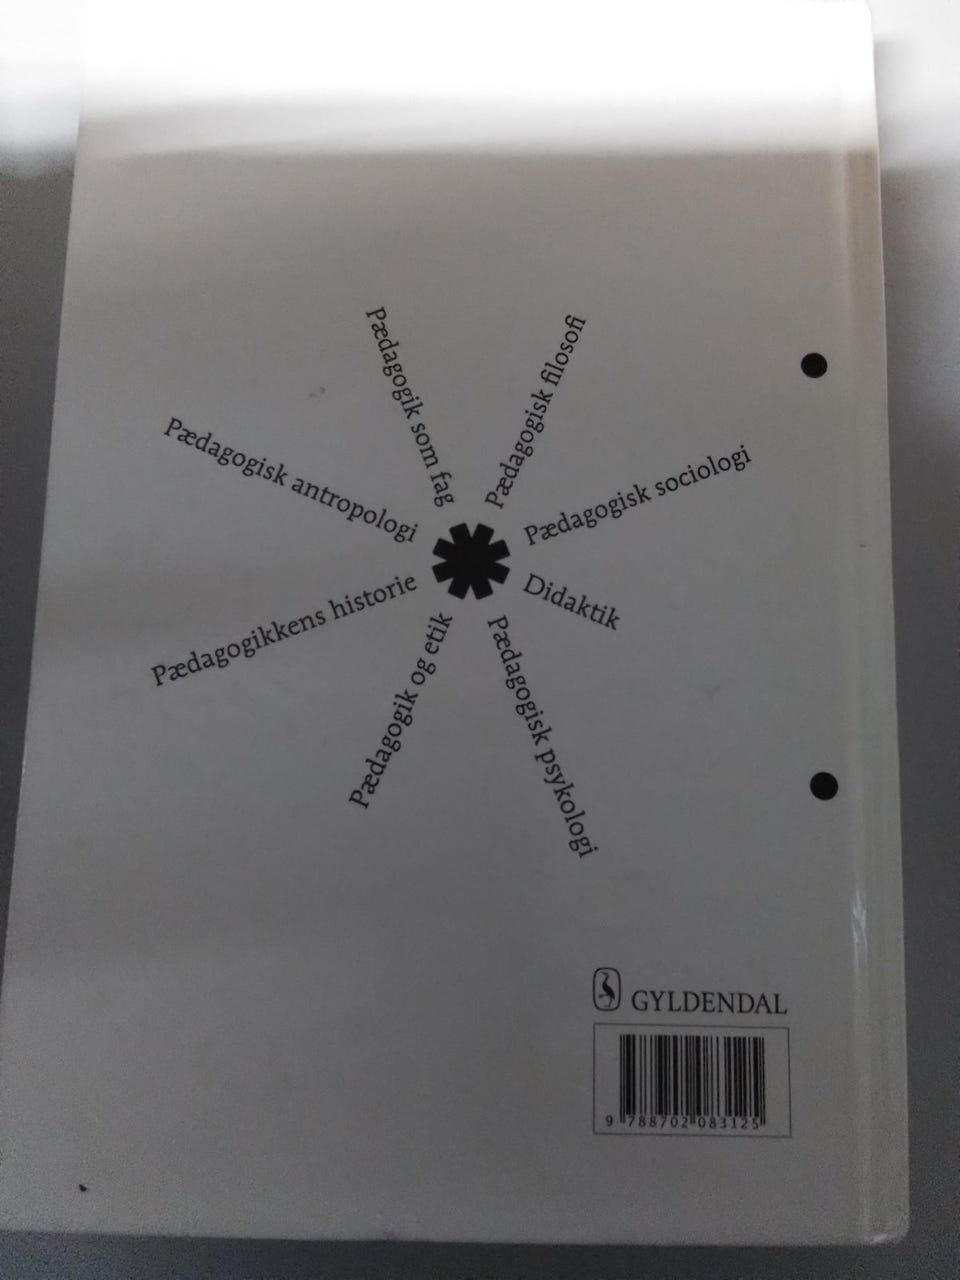 Pædagogik som fag
Pædagogisk filosofi
Pædagogisk sociologi
Didaktik
Pædagogisk psykologi
Pædagogik og etik
Pædagogikkens historie
Pædagogisk antropologi
GYLDENDAL
9 788702 083125